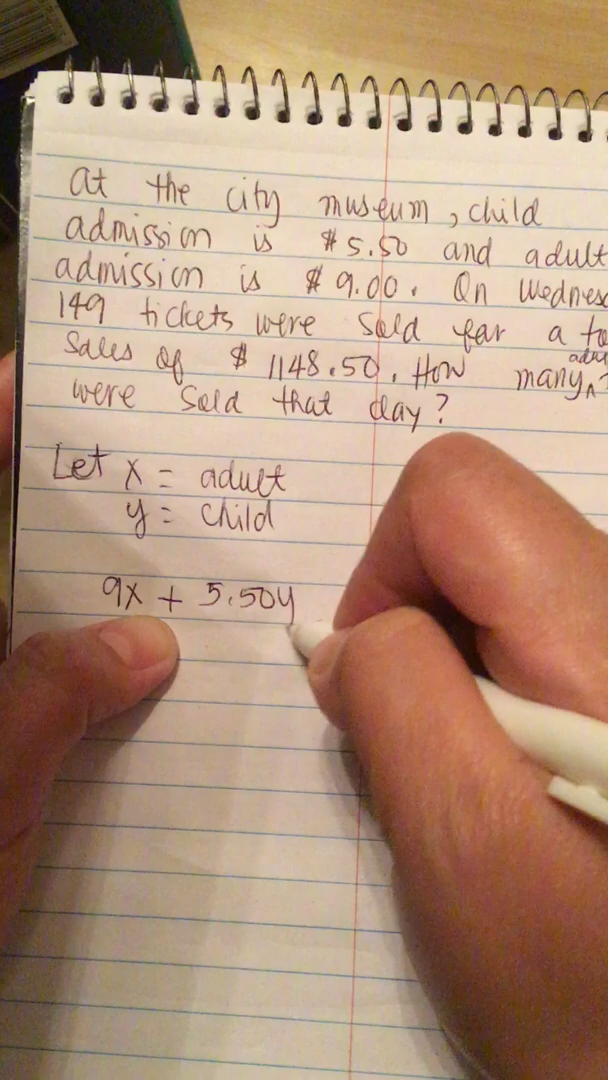 at the city museum, child
admission is $5.50 and adult
admission is $9.00. On Wednes
149 tickets were sold for a to
Sales of $1148.50. How many adu
were sold that day?
Let x = adult
y = child
9x + 5.50y